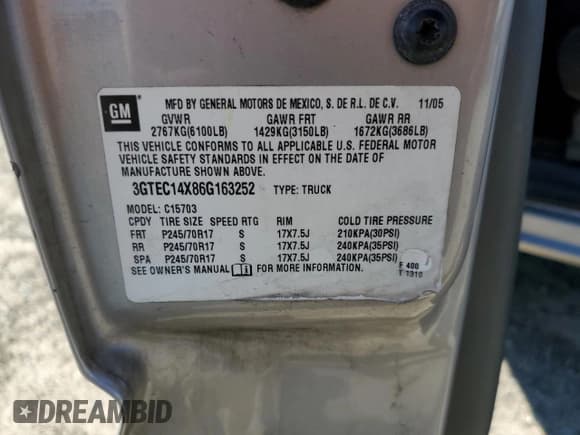 GM
MFD BY GENERAL MOTORS DE MEXICO, S. DE R.L. DE C.V. 11/05
GVWR GAWR FRT GAWR RR
2767KG(6100LB) 1429KG(3150LB) 1672KG(3686LB)
THIS VEHICLE CONFORMS TO ALL APPLICABLE U.S. FEDERAL MOTOR
VEHICLE SAFETY STANDARDS IN EFFECT ON THE DATE OF
MANUFACTURE SHOWN ABOVE.
3GTEC14X86G163252 TYPE: TRUCK
MODEL: C15703
CPDY TIRE SIZE SPEED RTG RIM COLD TIRE PRESSURE
FRT P245/70R17 S 17X7.5J 210KPA(30PSI)
RR P245/70R17 S 17X7.5J 240KPA(35PSI)
SPA P245/70R17 S 17X7.5J 240KPA(35PSI)
SEE OWNER'S MANUAL FOR MORE INFORMATION.
F 400
T 1310
DREAMBID